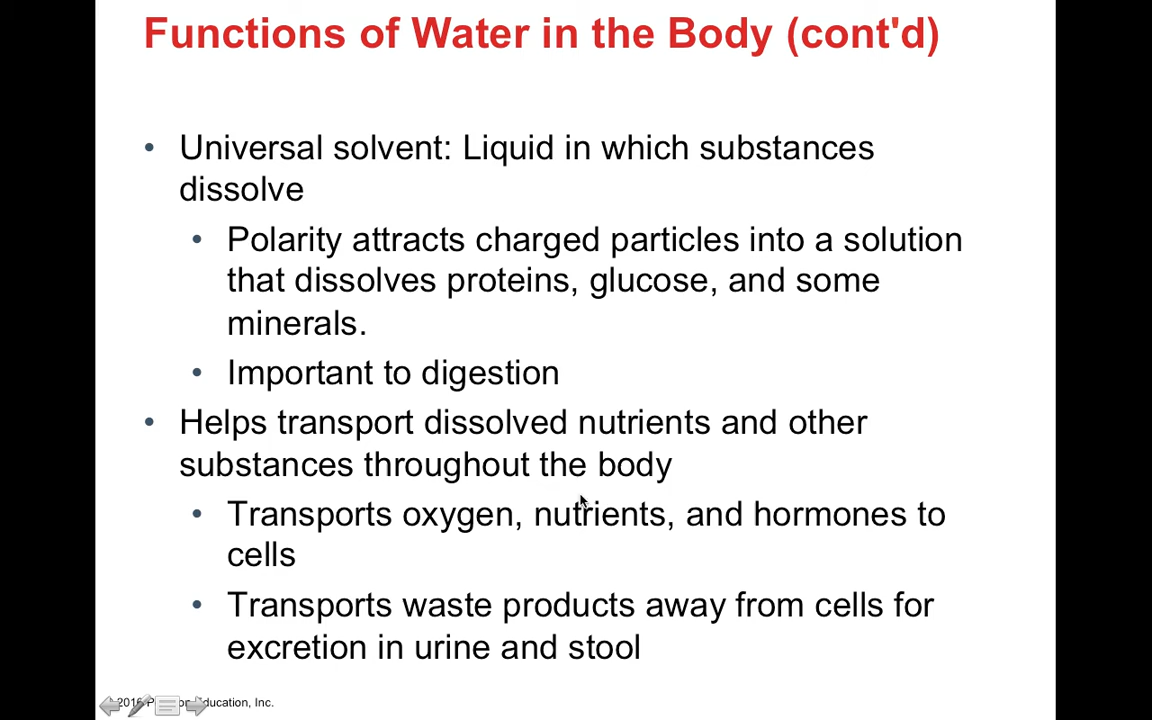 Functions of Water in the Body (cont'd)
• Universal solvent: Liquid in which substances
dissolve
• Polarity attracts charged particles into a solution
that dissolves proteins, glucose, and some
minerals.
• Important to digestion
• Helps transport dissolved nutrients and other
substances throughout the body
• Transports oxygen, nutrients, and hormones to
cells
• Transports waste products away from cells for
excretion in urine and stool
2016 Education, Inc.